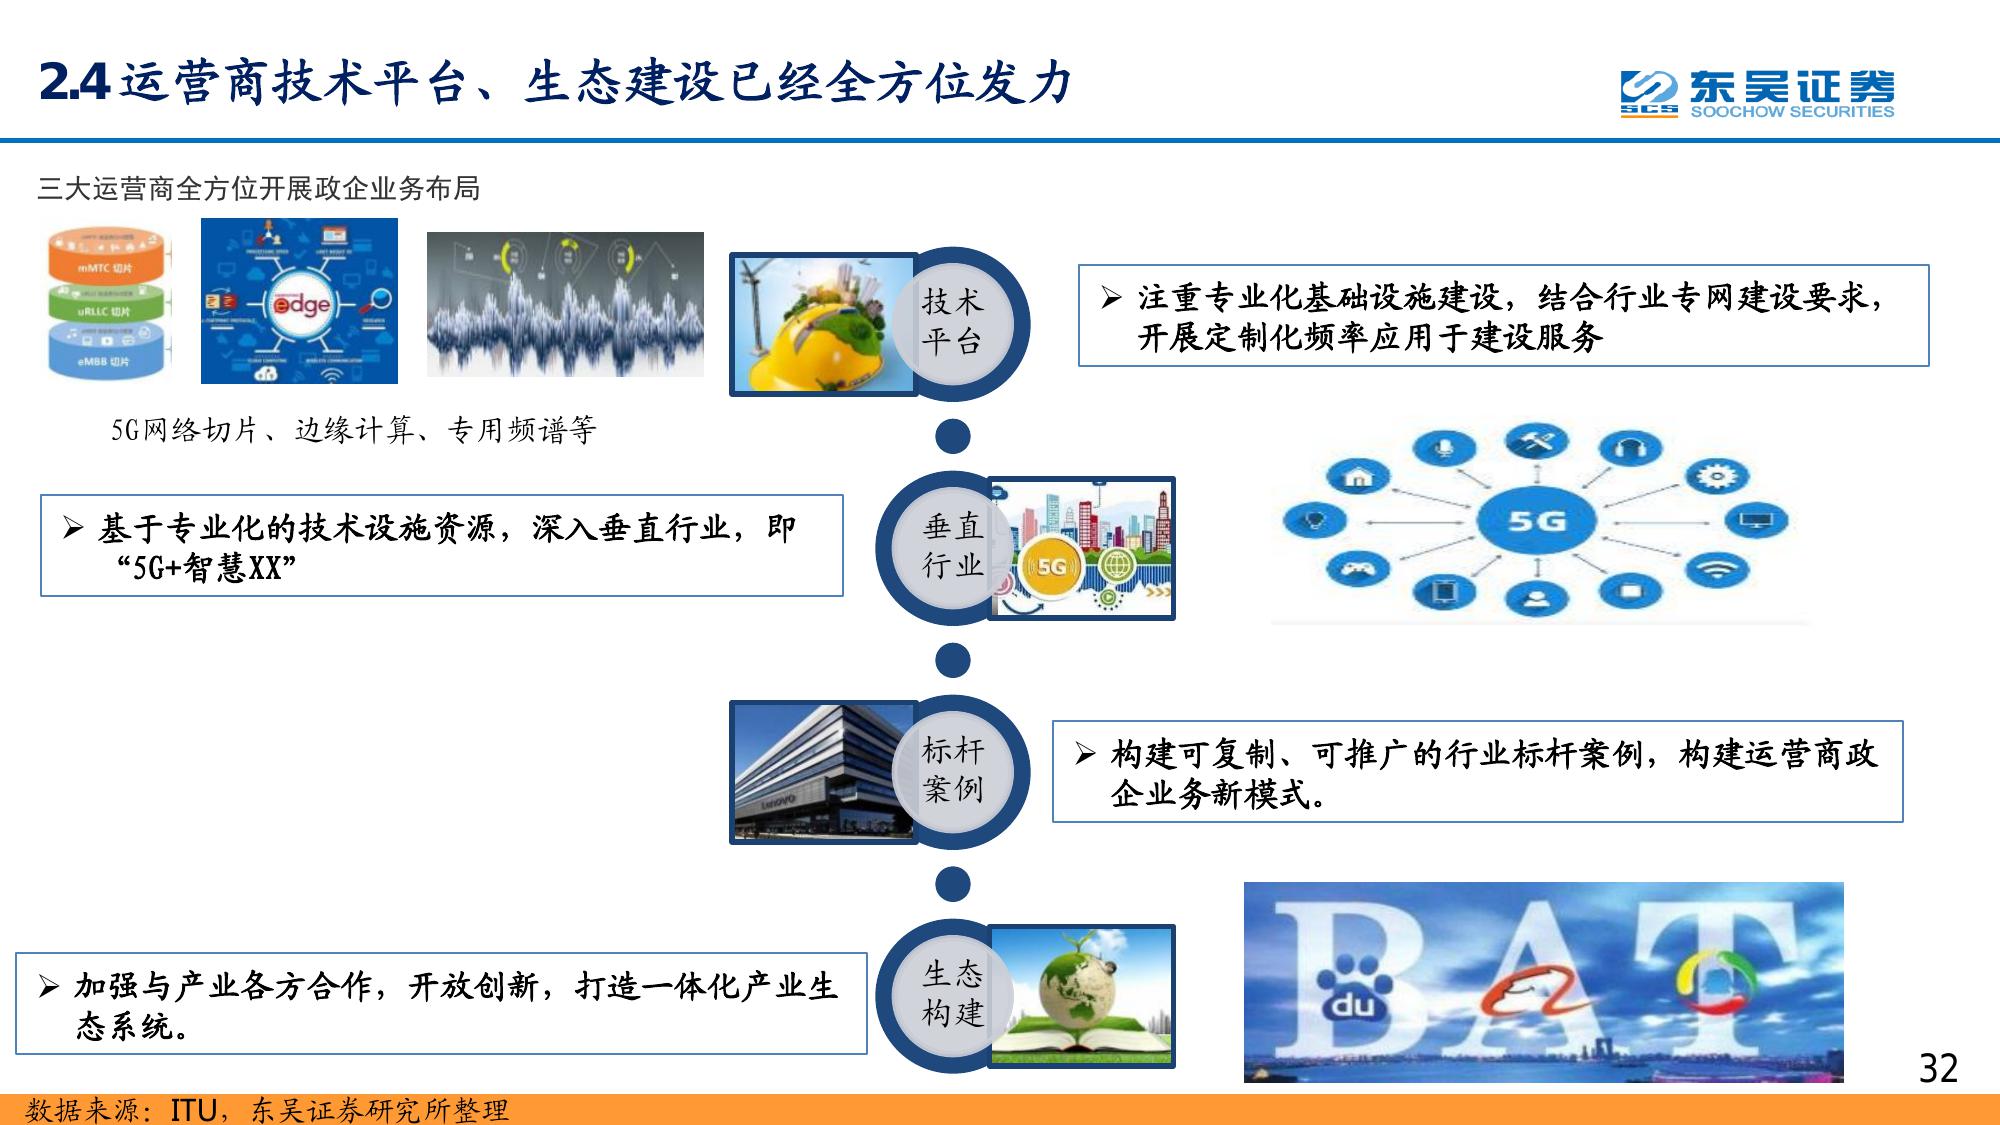 2.4运营商技术平台、生态建设已经全方位发力
东吴证券
SCS
SOOCHOW SECURITIES
三大运营商全方位开展政企业务布局
mMTC 切片
uRLLC 切片
eMBB 切片
edge
5G网络切片、边缘计算、专用频谱等
技术
平台
➢ 注重专业化基础设施建设，结合行业专网建设要求，
开展定制化频率应用于建设服务
➢ 基于专业化的技术设施资源，深入垂直行业，即
“5G+智慧XX”
垂直
行业
5G
5G
Lenovo
标杆
案例
➢ 构建可复制、可推广的行业标杆案例，构建运营商政
企业务新模式。
➢ 加强与产业各方合作，开放创新，打造一体化产业生
态系统。
生态
构建
BAT
du
32
数据来源：ITU，东吴证券研究所整理